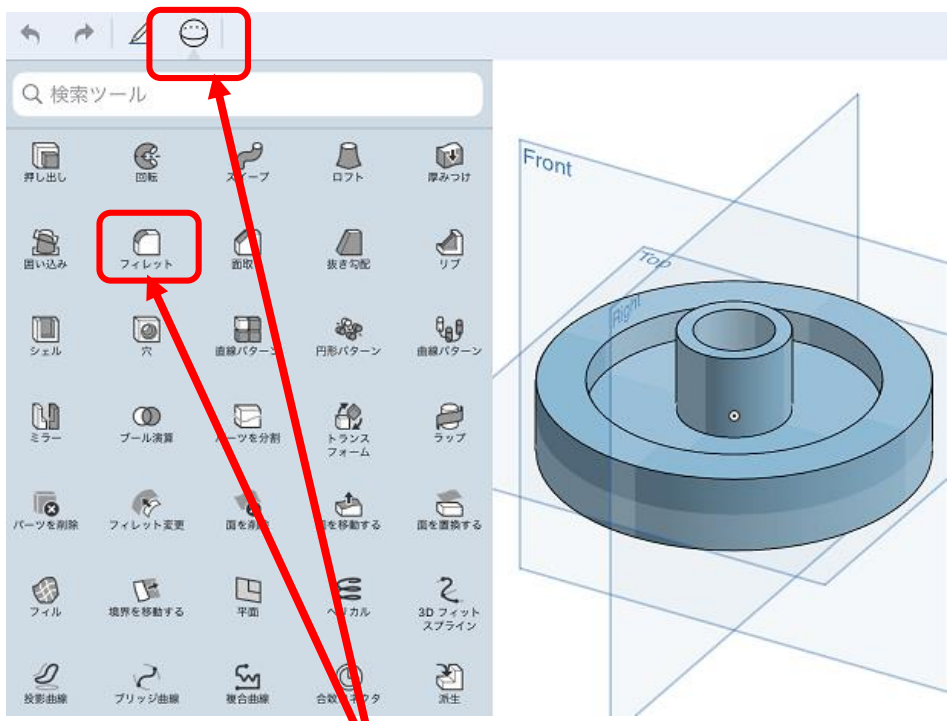 検索ツール
押し出し
回転
スイープ
ロフト
厚みつけ
囲い込み
フィレット
面取
抜き勾配
リブ
シェル
穴
直線パターン
円形パターン
曲線パターン
ミラー
ブール演算
パーツを分割
トランス
フォーム
ラップ
パーツを削除
フィレット変更
面を削除
面を移動する
面を置換する
フィル
境界を移動する
平面
ヘリカル
3D フィット
スプライン
投影曲線
ブリッジ曲線
複合曲線
合致コネクタ
派生
Front
Top
Right